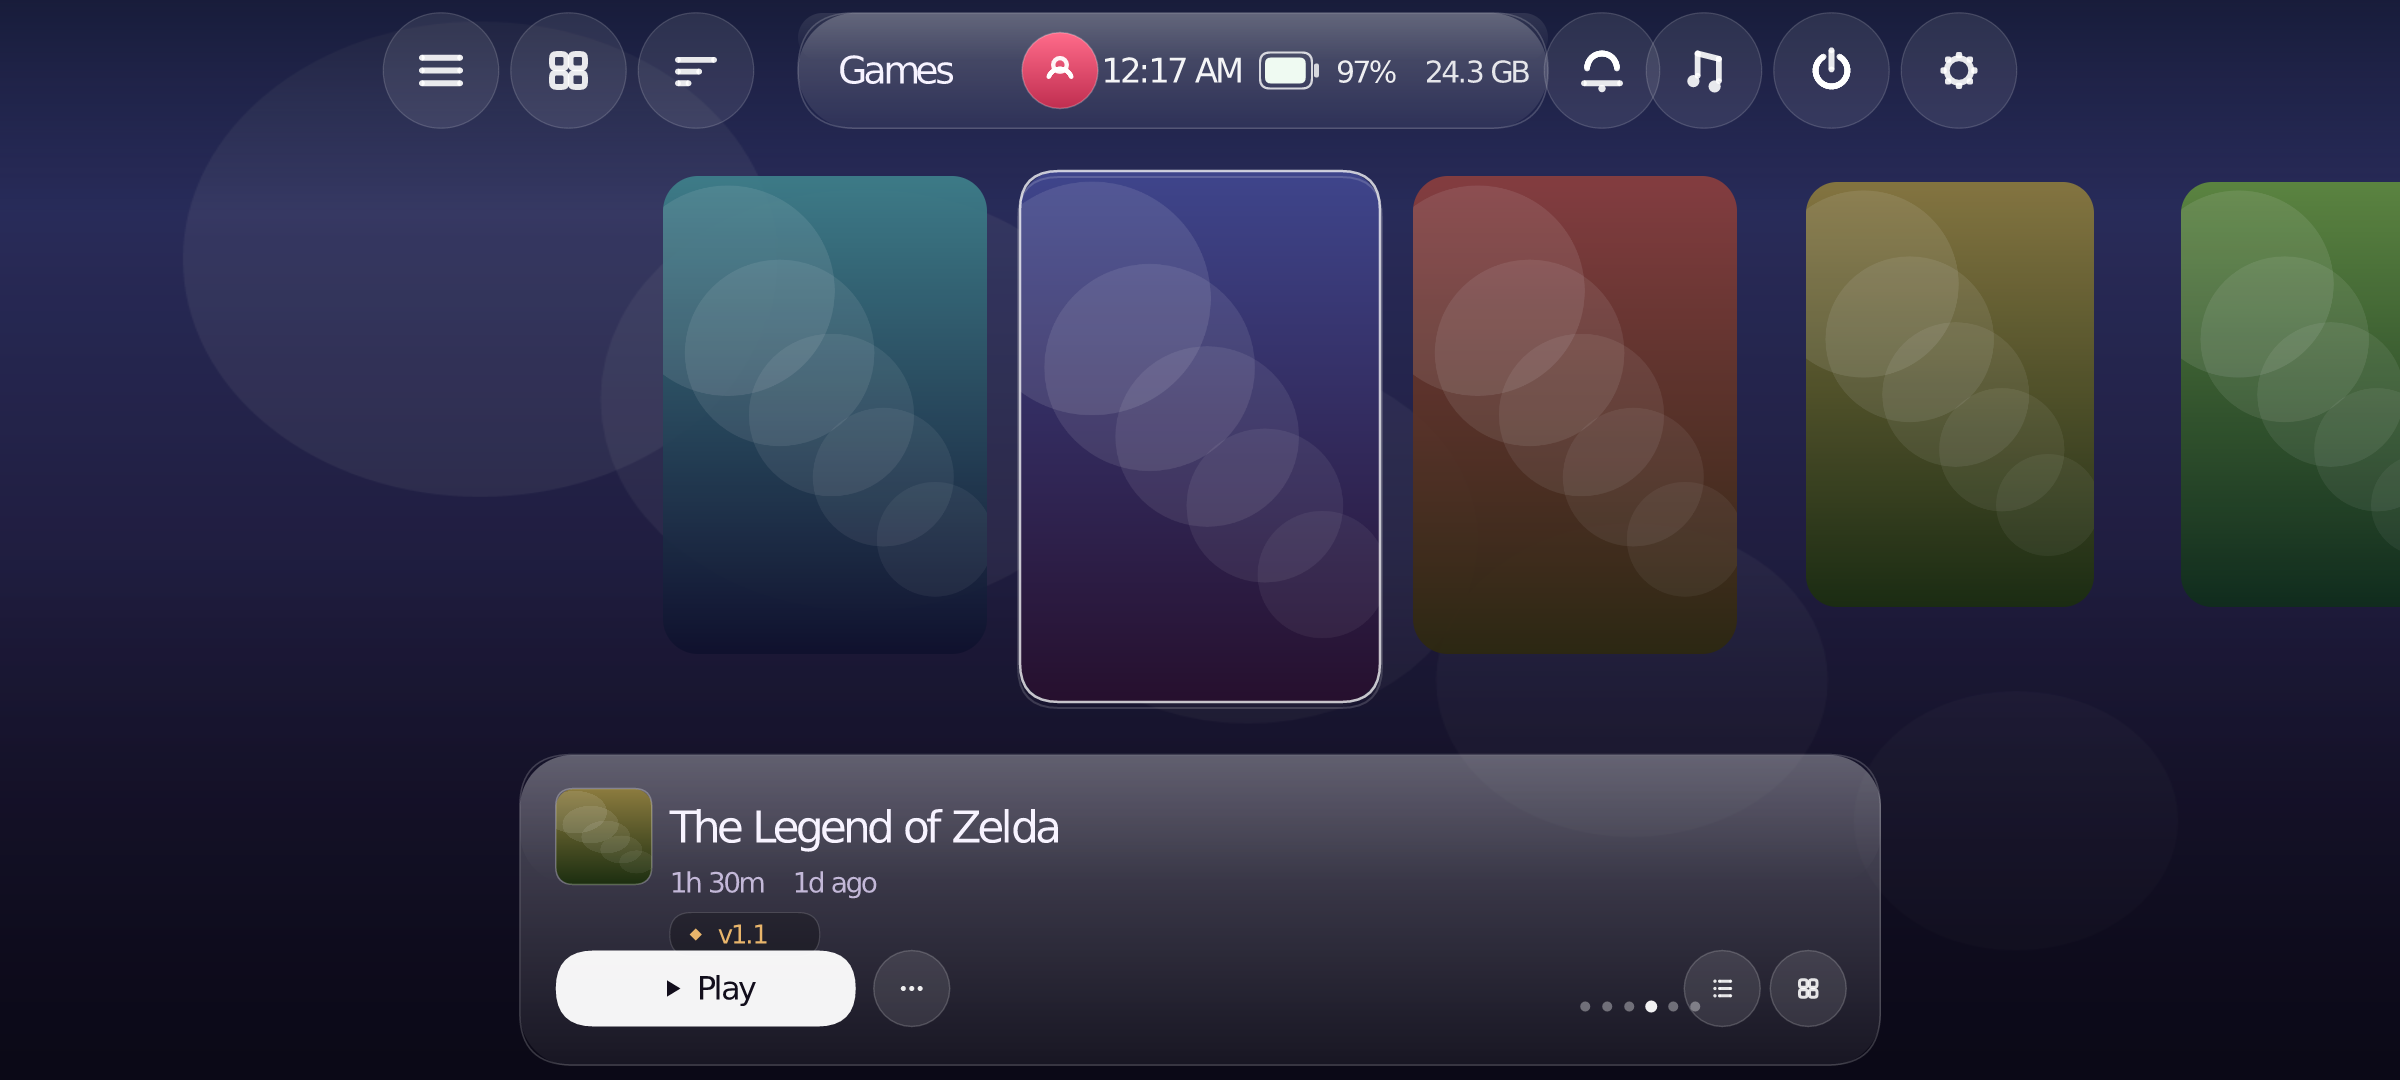 Games 12:17 AM 97% 24.3 GB
The Legend of Zelda
1h 30m 1d ago
v1.1
Play